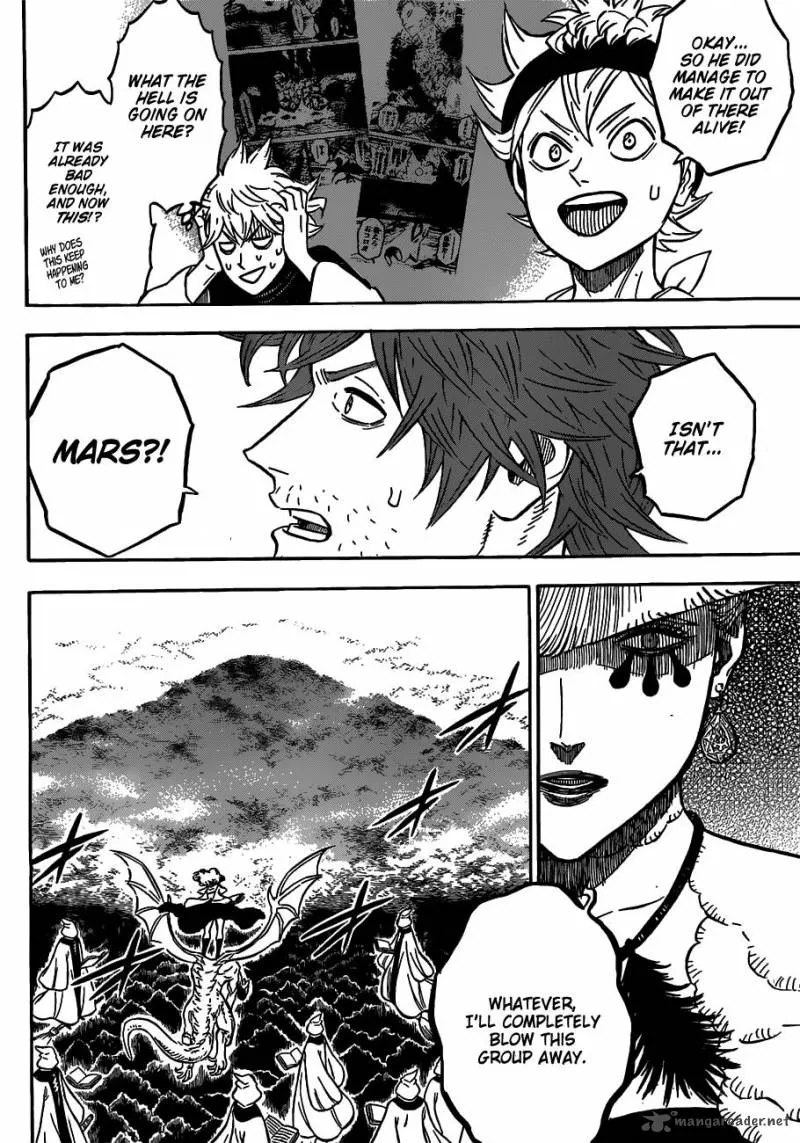 OKAY...
SO HE DID
MANAGE TO
MAKE IT OUT
OF THERE
ALIVE!
WHAT THE
HELL IS
GOING ON
HERE?
IT WAS
ALREADY
BAD
ENOUGH,
AND NOW
THIS!?
WHY DOES
THIS KEEP
HAPPENING
TO ME?
ISN'T
THAT...
MARS?!
WHATEVER,
I'LL COMPLETELY
BLOW THIS
GROUP AWAY.
mangareader.net